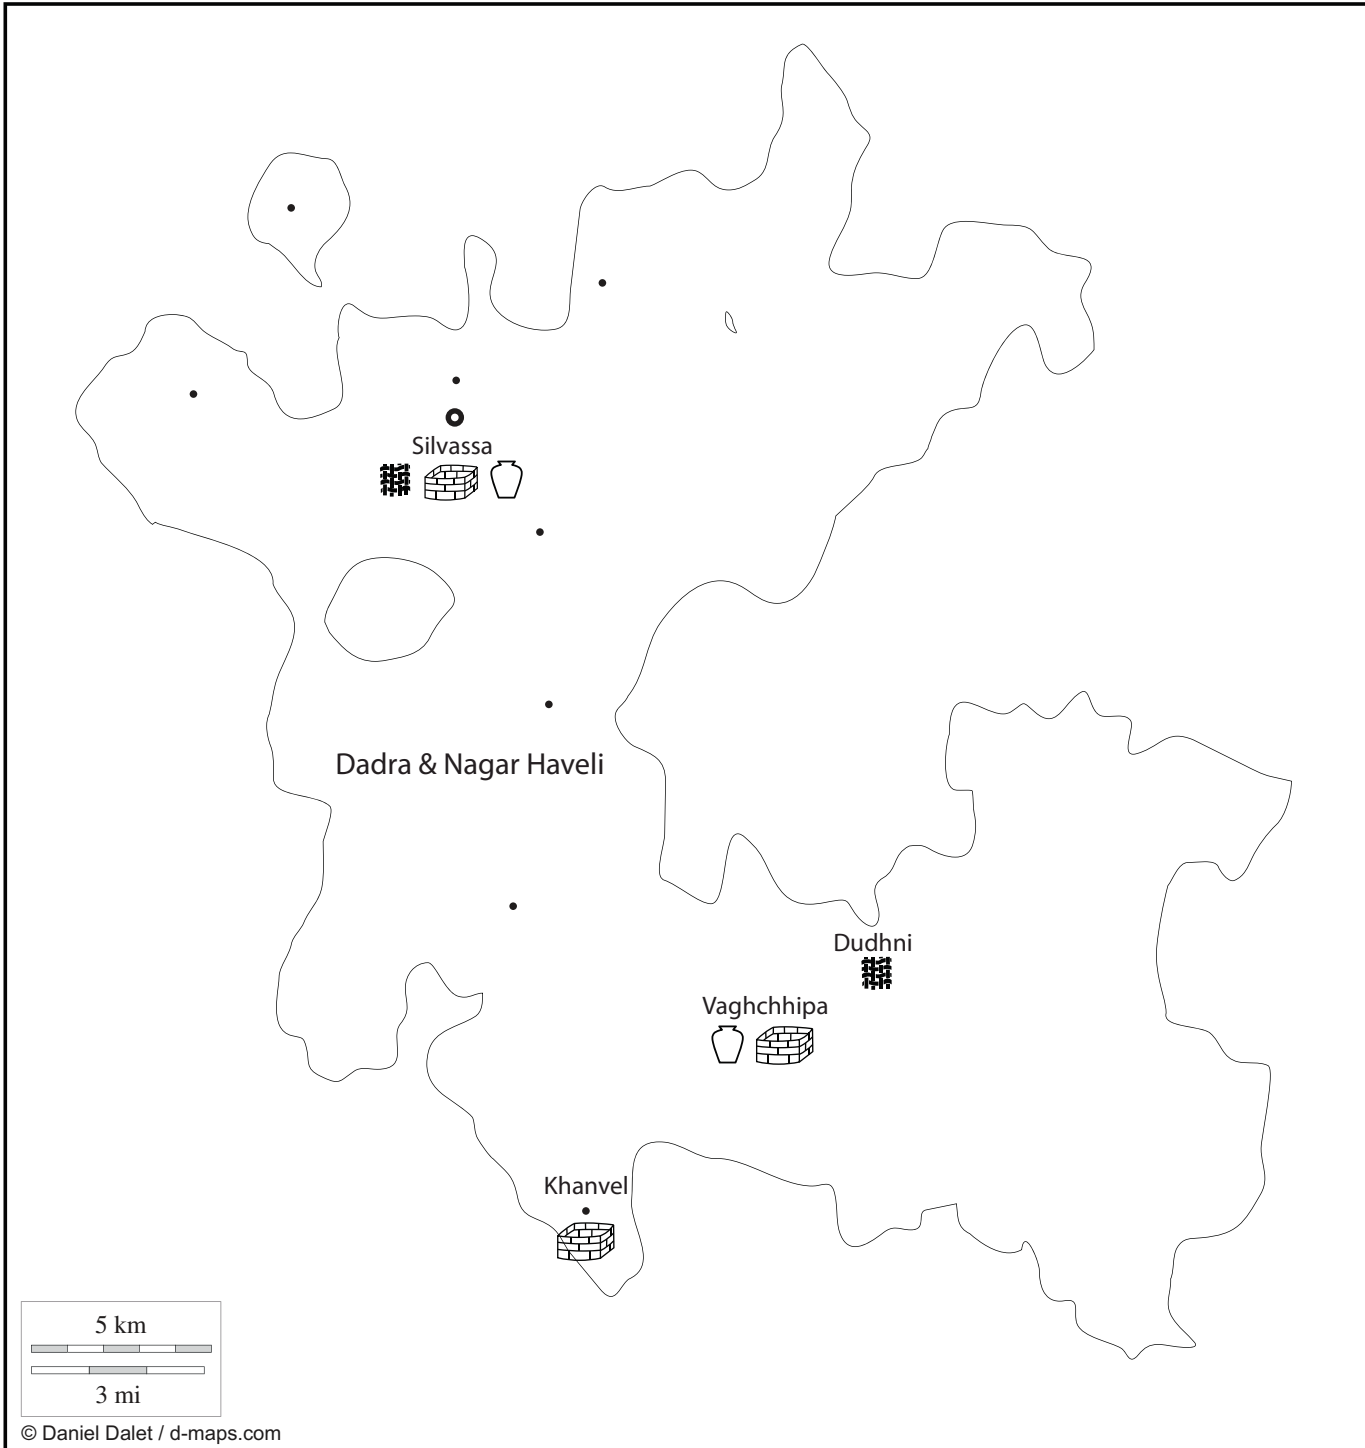 Silvassa
Dadra & Nagar Haveli
Dudhni
Vaghchhipa
Khanvel
5 km
3 mi
© Daniel Dalet / d-maps.com